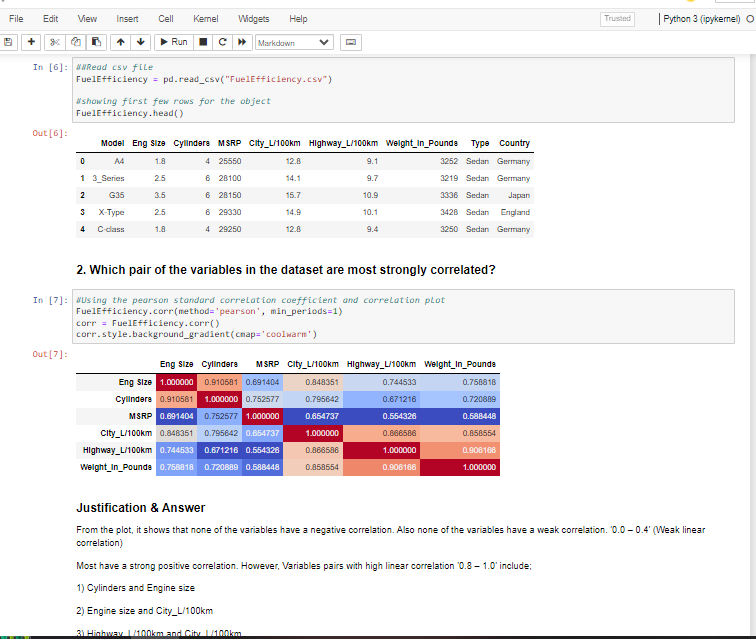 File Edit View Insert Cell Kernel Widgets Help Trusted Python 3 (ipykernel)
Run Markdown
In [6]: ##Read csv file
FuelEfficiency = pd.read_csv("FuelEfficiency.csv")
#showing first few rows for the object
FuelEfficiency.head()
Out[6]:
Model Eng Size Cylinders MSRP City_L/100km Highway_L/100km Weight_In_Pounds Type Country
0 A4 1.8 4 25550 12.8 9.1 3252 Sedan Germany
1 3_Series 2.5 6 28100 14.1 9.7 3219 Sedan Germany
2 G35 3.5 6 28150 15.7 10.9 3336 Sedan Japan
3 X-Type 2.5 6 29330 14.9 10.1 3428 Sedan England
4 C-class 1.8 4 29250 12.8 9.4 3250 Sedan Germany
2. Which pair of the variables in the dataset are most strongly correlated?
In [7]: #Using the pearson standard correlation coefficient and correlation plot
FuelEfficiency.corr(method='pearson', min_periods=1)
corr = FuelEfficiency.corr()
corr.style.background_gradient(cmap='coolwarm')
Out[7]:
Eng Size Cylinders MSRP City_L/100km Highway_L/100km Weight_In_Pounds
Eng Size 1.000000 0.910581 0.691404 0.848351 0.744533 0.758818
Cylinders 0.910581 1.000000 0.752577 0.795642 0.671216 0.720889
MSRP 0.691404 0.752577 1.000000 0.654737 0.554326 0.588448
City_L/100km 0.848351 0.795642 0.654737 1.000000 0.866586 0.858554
Highway_L/100km 0.744533 0.671216 0.554326 0.866586 1.000000 0.906166
Weight_In_Pounds 0.758818 0.720889 0.588448 0.858554 0.906166 1.000000
Justification & Answer
From the plot, it shows that none of the variables have a negative correlation. Also none of the variables have a weak correlation. '0.0 – 0.4' (Weak linear
correlation)
Most have a strong positive correlation. However, Variables pairs with high linear correlation '0.8 – 1.0' include;
1) Cylinders and Engine size
2) Engine size and City_L/100km
3) Highway_L/100km and City_L/100km